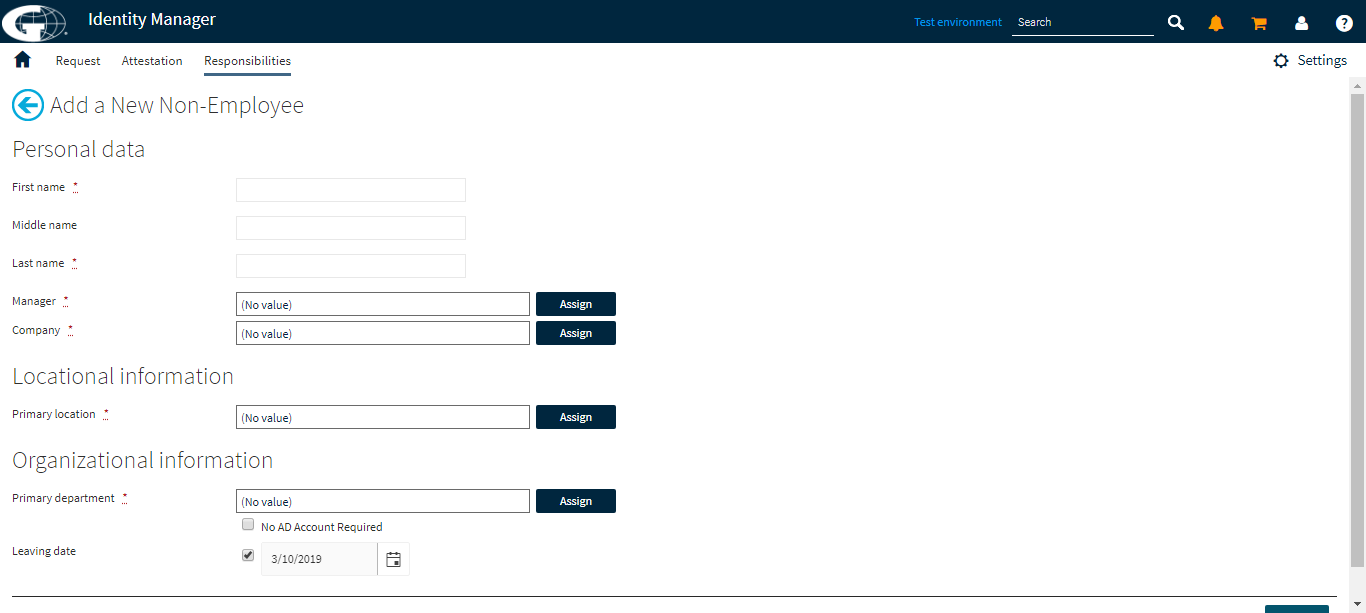 Identity Manager
Test environment Search
Request Attestation Responsibilities Settings
Add a New Non-Employee
Personal data
First name *
Middle name
Last name *
Manager * (No value) Assign
Company * (No value) Assign
Locational information
Primary location * (No value) Assign
Organizational information
Primary department * (No value) Assign
No AD Account Required
Leaving date 3/10/2019